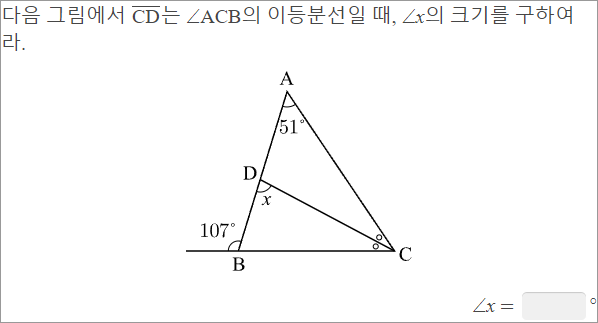 다음 그림에서 CD는 ∠ACB의 이등분선일 때, ∠x의 크기를 구하여
라.
A
51°
D
x
107°
B
C
∠x = °